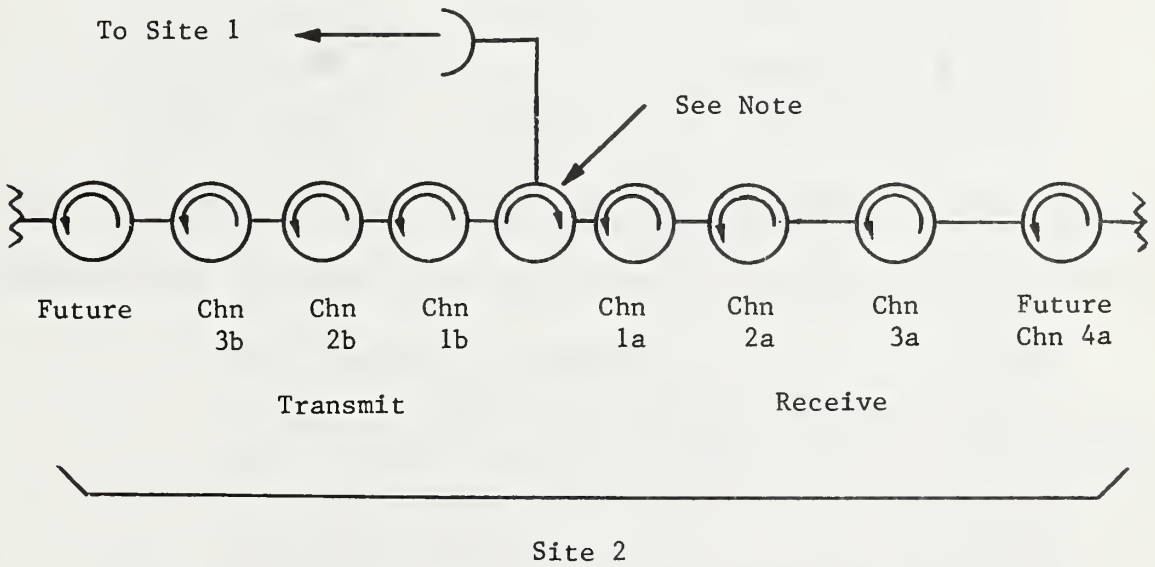 To Site 1
See Note
Future Chn 3b Chn 2b Chn 1b Chn 1a Chn 2a Chn 3a Future Chn 4a
Transmit Receive
Site 2